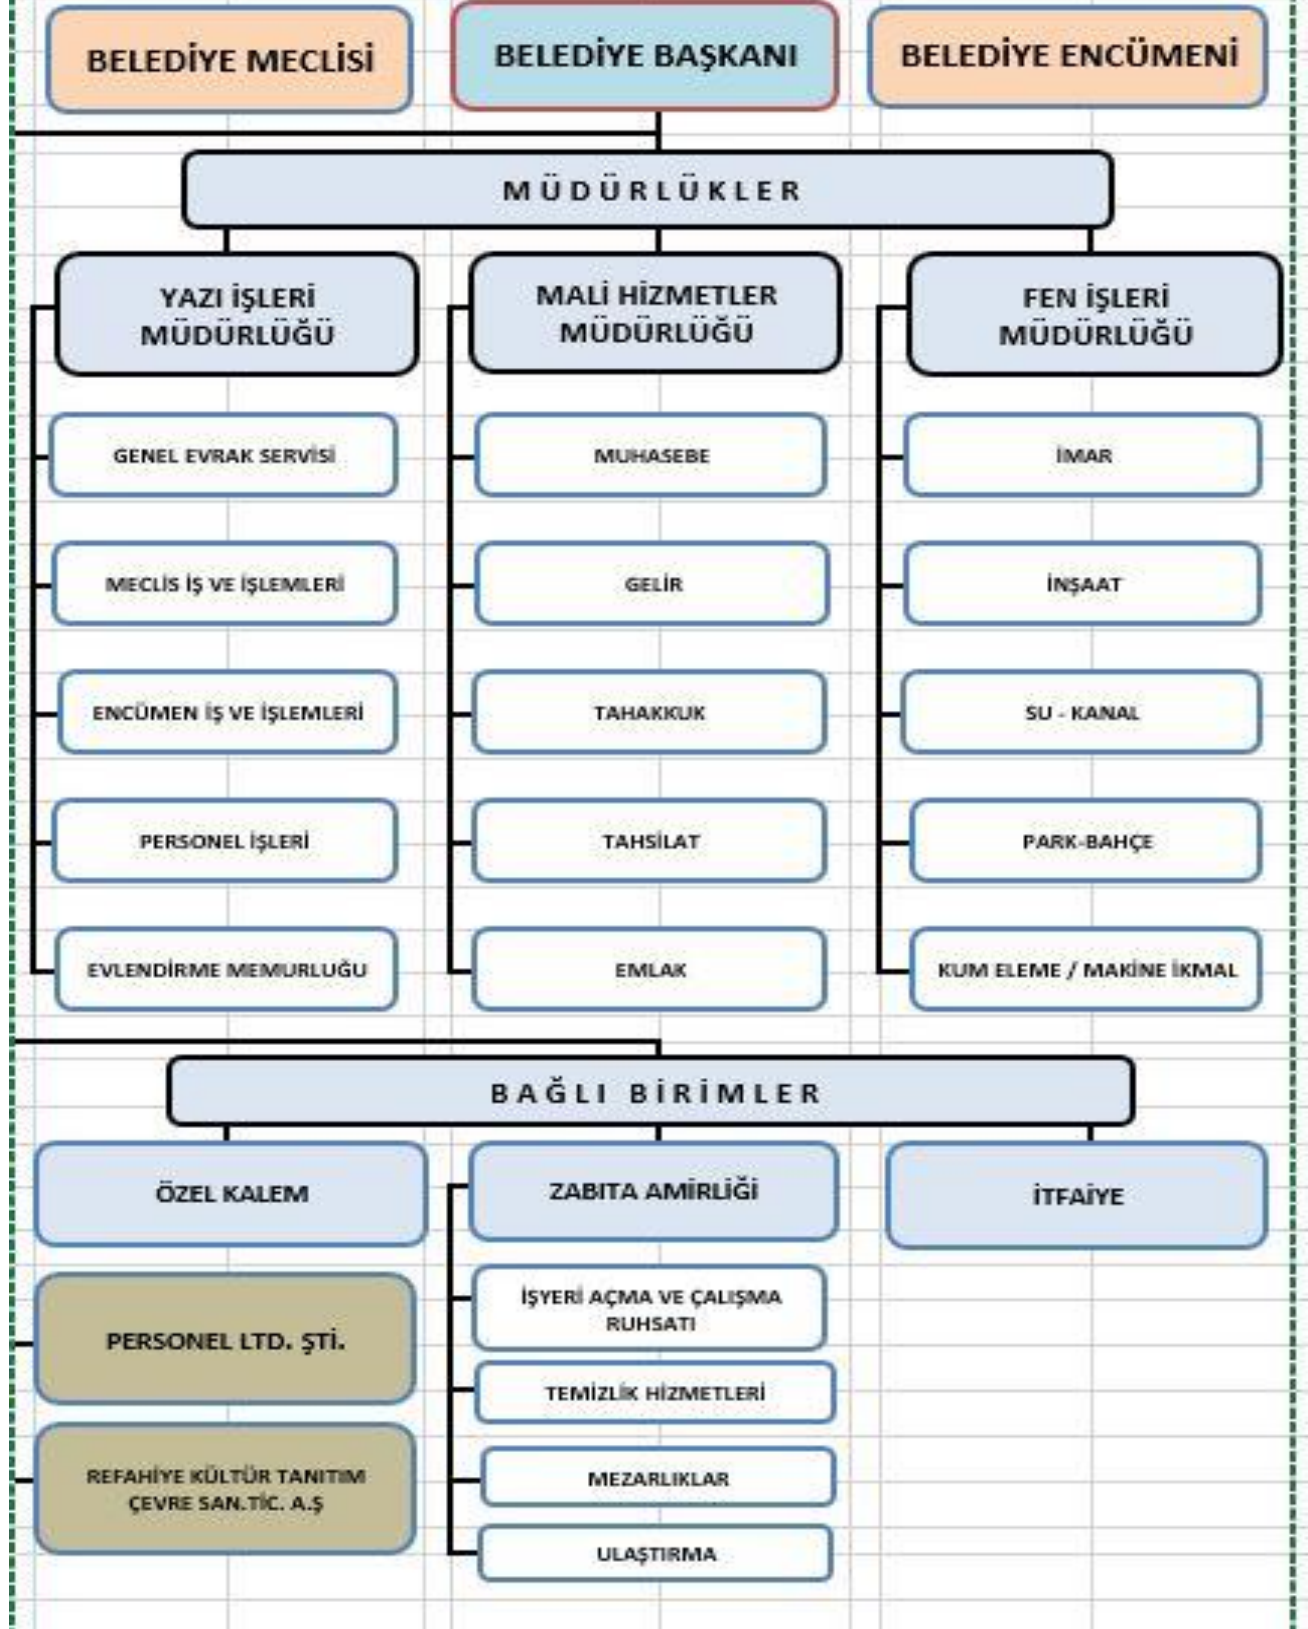 BELEDİYE MECLİSİ
BELEDİYE BAŞKANI
BELEDİYE ENCÜMENİ
MÜDÜRLÜKLER
YAZI İŞLERİ
MÜDÜRLÜĞÜ
MALİ HİZMETLER
MÜDÜRLÜĞÜ
FEN İŞLERİ
MÜDÜRLÜĞÜ
GENEL EVRAK SERVİSİ
MUHASEBE
İMAR
MECLİS İŞ VE İŞLEMLERİ
GELİR
İNŞAAT
ENCÜMEN İŞ VE İŞLEMLERİ
TAHAKKUK
SU - KANAL
PERSONEL İŞLERİ
TAHSİLAT
PARK-BAHÇE
EVLENDİRME MEMURLUĞU
EMLAK
KUM ELEME / MAKİNE İKMAL
BAĞLI BİRİMLER
ÖZEL KALEM
ZABITA AMİRLİĞİ
İTFAİYE
PERSONEL LTD. ŞTİ.
İŞYERİ AÇMA VE ÇALIŞMA
RUHSATI
TEMİZLİK HİZMETLERİ
REFAHİYE KÜLTÜR TANITIM
ÇEVRE SAN.TİC. A.Ş
MEZARLIKLAR
ULAŞTIRMA